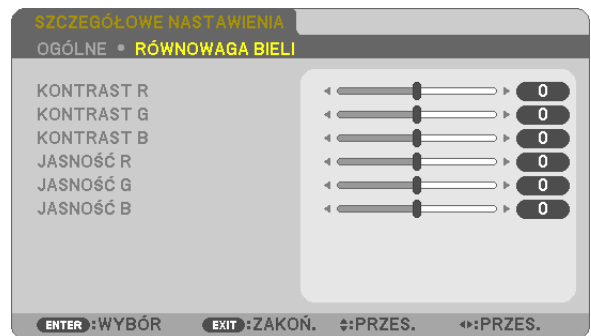 SZCZEGÓŁOWE NASTAWIENIA
OGÓLNE • RÓWNOWAGA BIELI
KONTRAST R 0
KONTRAST G 0
KONTRAST B 0
JASNOŚĆ R 0
JASNOŚĆ G 0
JASNOŚĆ B 0
ENTER :WYBÓR EXIT :ZAKOŃ. :PRZES. :PRZES.